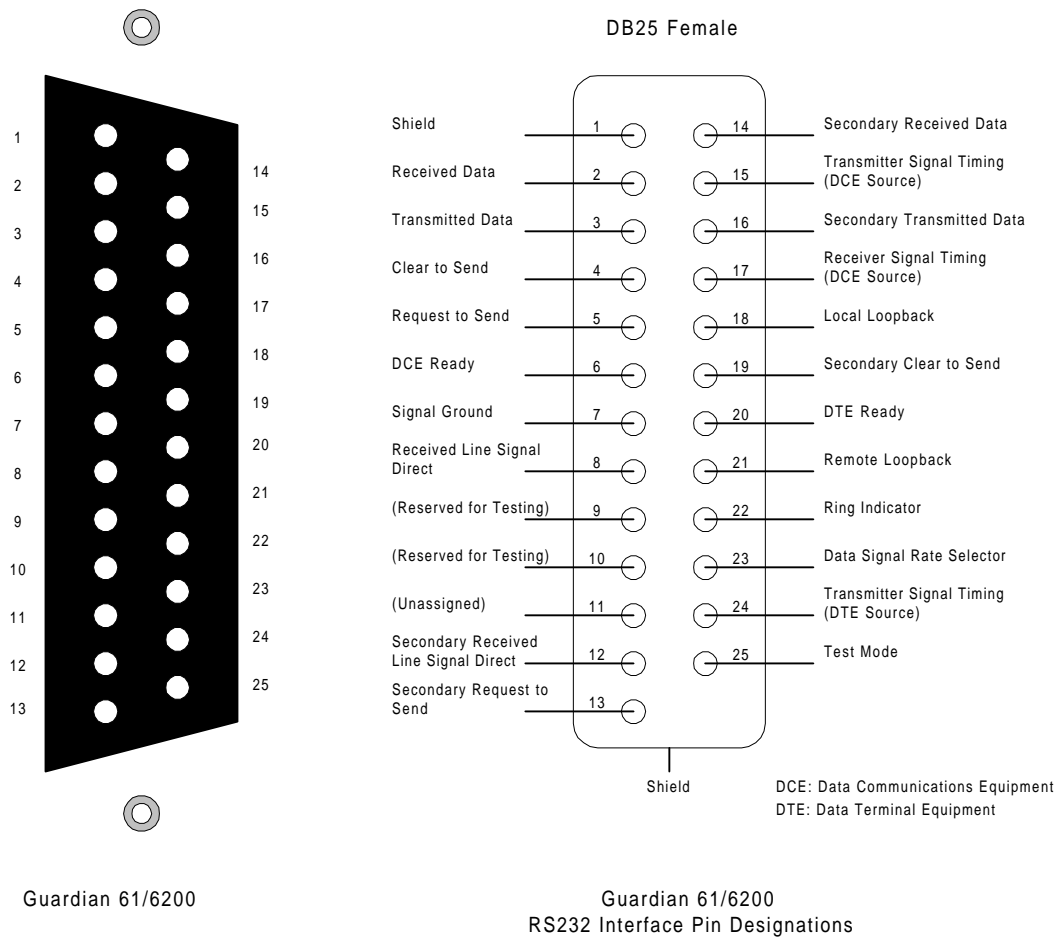 DB25 Female
1
2
3
4
5
6
7
8
9
10
11
12
13
14
15
16
17
18
19
20
21
22
23
24
25
Shield
1
Received Data
2
Transmitted Data
3
Clear to Send
4
Request to Send
5
DCE Ready
6
Signal Ground
7
Received Line Signal
Direct
8
(Reserved for Testing)
9
(Reserved for Testing)
10
(Unassigned)
11
Secondary Received
Line Signal Direct
12
Secondary Request to
Send
13
14
Secondary Received Data
15
Transmitter Signal Timing
(DCE Source)
16
Secondary Transmitted Data
17
Receiver Signal Timing
(DCE Source)
18
Local Loopback
19
Secondary Clear to Send
20
DTE Ready
21
Remote Loopback
22
Ring Indicator
23
Data Signal Rate Selector
24
Transmitter Signal Timing
(DTE Source)
25
Test Mode
Shield
DCE: Data Communications Equipment
DTE: Data Terminal Equipment
Guardian 61/6200
Guardian 61/6200
RS232 Interface Pin Designations